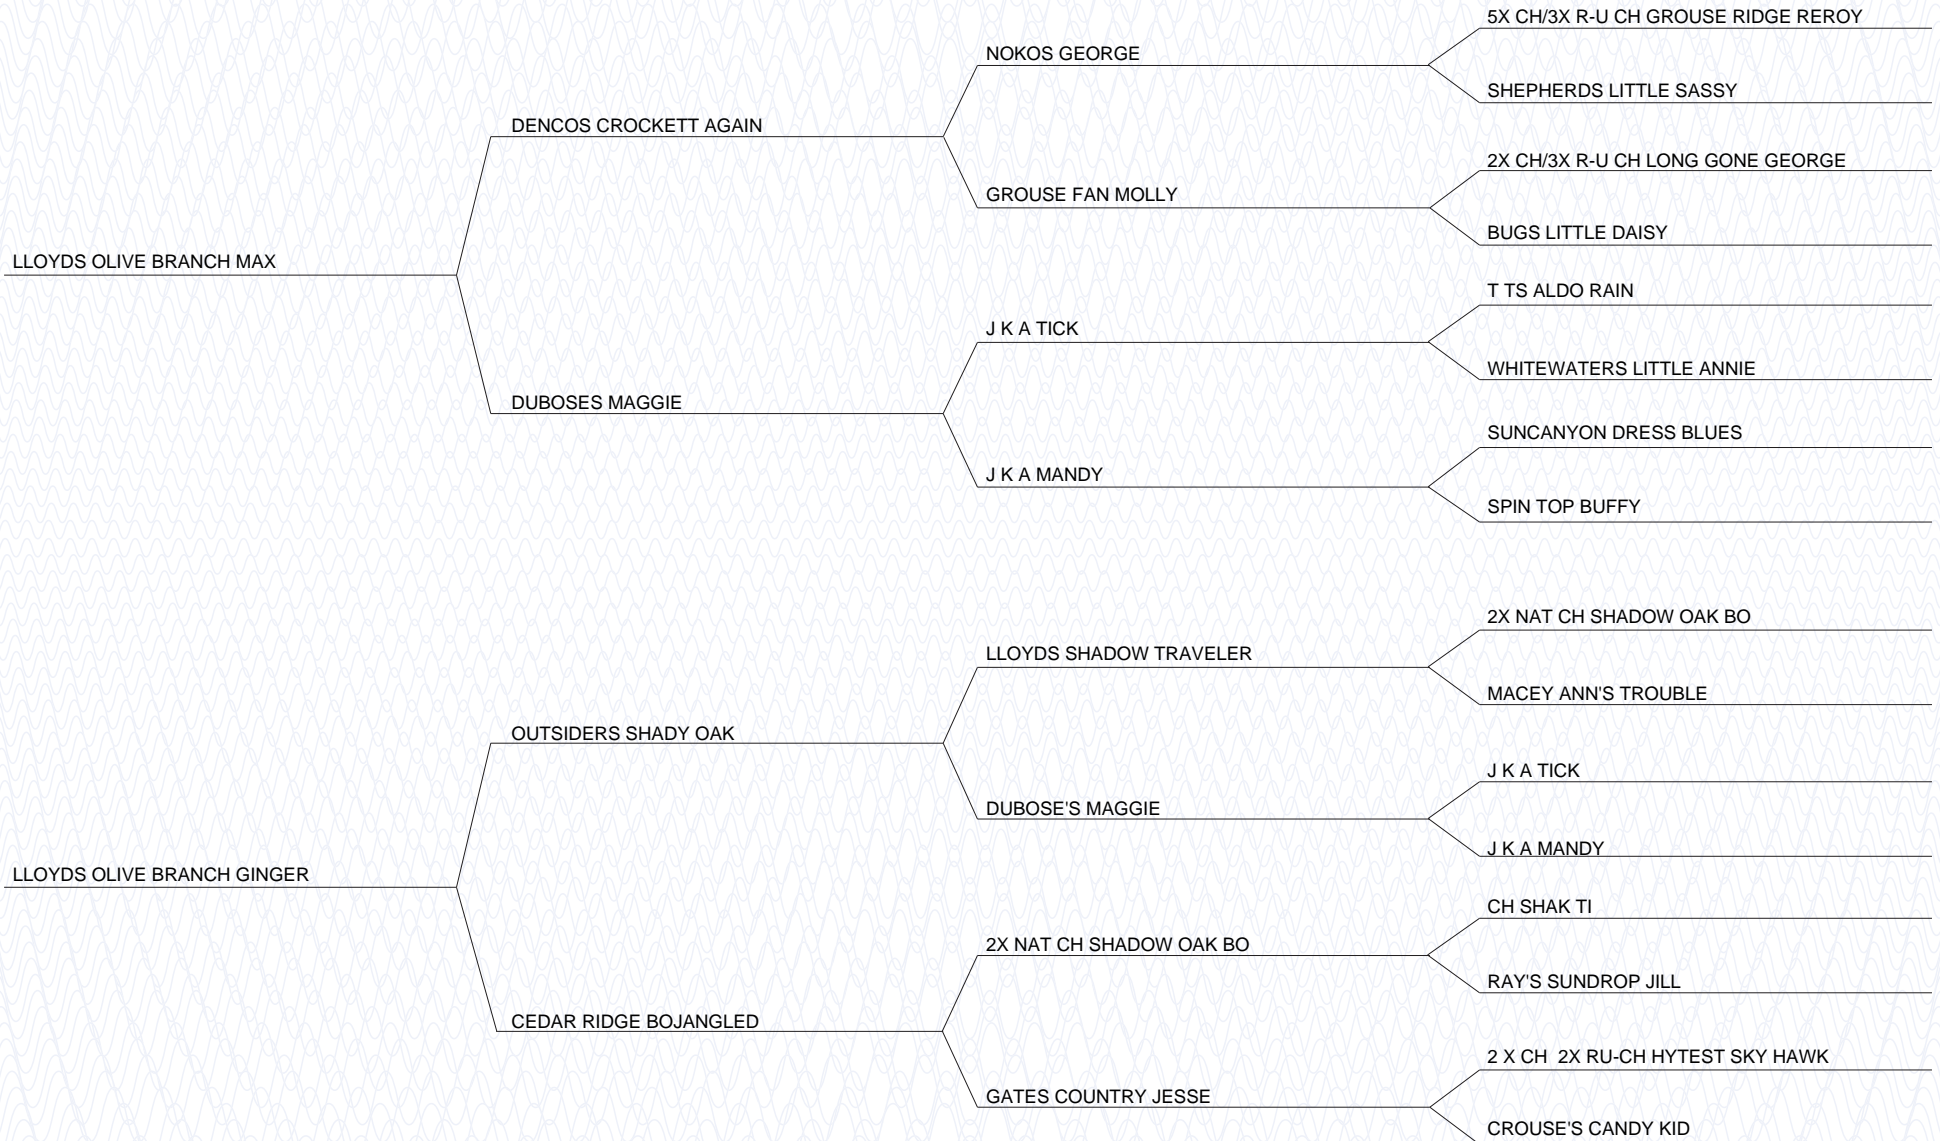 5X CH/3X R-U CH GROUSE RIDGE REROY
NOKOS GEORGE
SHEPHERDS LITTLE SASSY
DENCOS CROCKETT AGAIN
2X CH/3X R-U CH LONG GONE GEORGE
GROUSE FAN MOLLY
BUGS LITTLE DAISY
LLOYDS OLIVE BRANCH MAX
T TS ALDO RAIN
J K A TICK
WHITEWATERS LITTLE ANNIE
DUBOSES MAGGIE
SUNCANYON DRESS BLUES
J K A MANDY
SPIN TOP BUFFY
2X NAT CH SHADOW OAK BO
LLOYDS SHADOW TRAVELER
MACEY ANN'S TROUBLE
OUTSIDERS SHADY OAK
J K A TICK
DUBOSE'S MAGGIE
J K A MANDY
LLOYDS OLIVE BRANCH GINGER
CH SHAK TI
2X NAT CH SHADOW OAK BO
RAY'S SUNDROP JILL
CEDAR RIDGE BOJANGLED
2 X CH  2X RU-CH HYTEST SKY HAWK
GATES COUNTRY JESSE
CROUSE'S CANDY KID